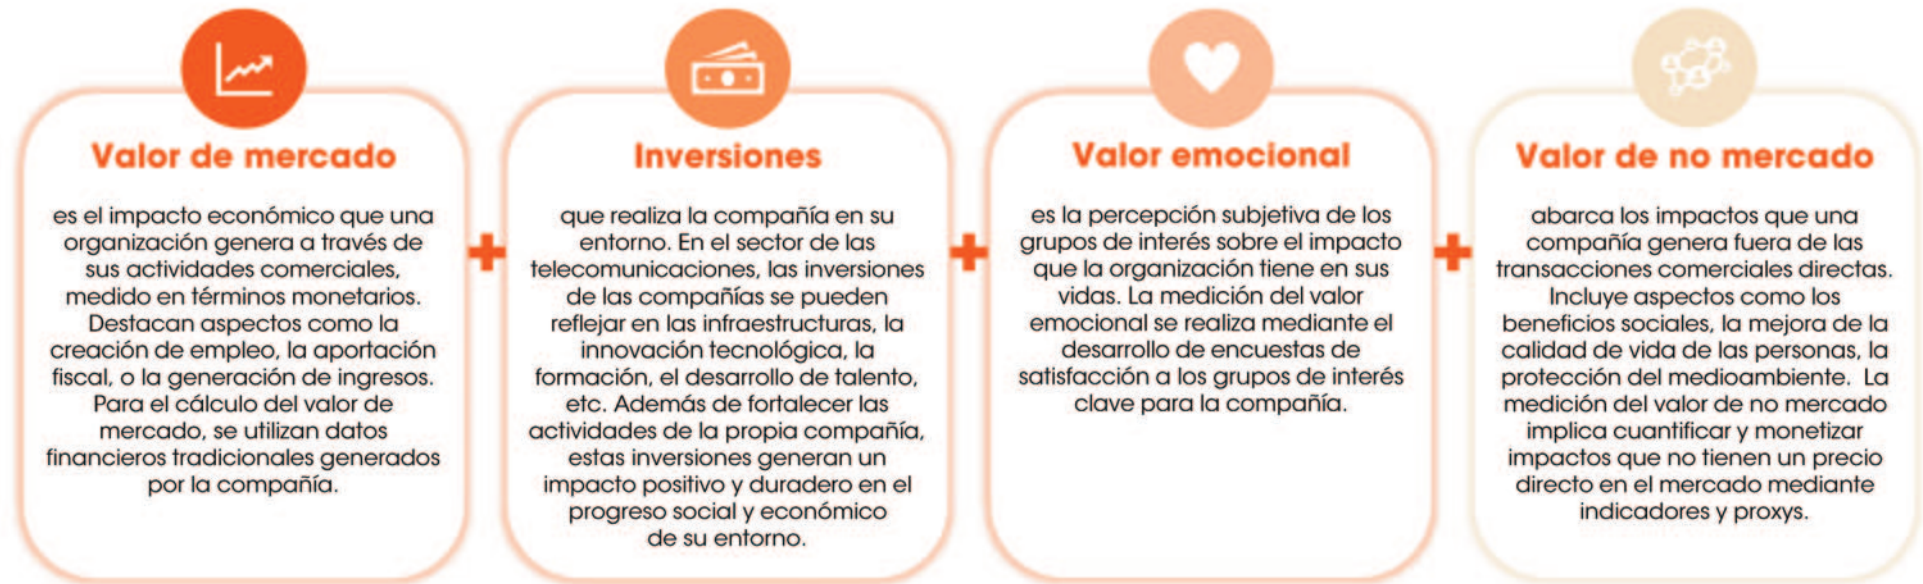 Valor de mercado
es el impacto económico que una
organización genera a través de
sus actividades comerciales,
medido en términos monetarios.
Destacan aspectos como la
creación de empleo, la aportación
fiscal, o la generación de ingresos.
Para el cálculo del valor de
mercado, se utilizan datos
financieros tradicionales generados
por la compañía.
+
Inversiones
que realiza la compañía en su
entorno. En el sector de las
telecomunicaciones, las inversiones
de las compañías se pueden
reflejar en las infraestructuras, la
innovación tecnológica, la
formación, el desarrollo de talento,
etc. Además de fortalecer las
actividades de la propia compañía,
estas inversiones generan un
impacto positivo y duradero en el
progreso social y económico
de su entorno.
+
Valor emocional
es la percepción subjetiva de los
grupos de interés sobre el impacto
que la organización tiene en sus
vidas. La medición del valor
emocional se realiza mediante el
desarrollo de encuestas de
satisfacción a los grupos de interés
clave para la compañía.
+
Valor de no mercado
abarca los impactos que una
compañía genera fuera de las
transacciones comerciales directas.
Incluye aspectos como los
beneficios sociales, la mejora de la
calidad de vida de las personas, la
protección del medioambiente. La
medición del valor de no mercado
implica cuantificar y monetizar
impactos que no tienen un precio
directo en el mercado mediante
indicadores y proxys.